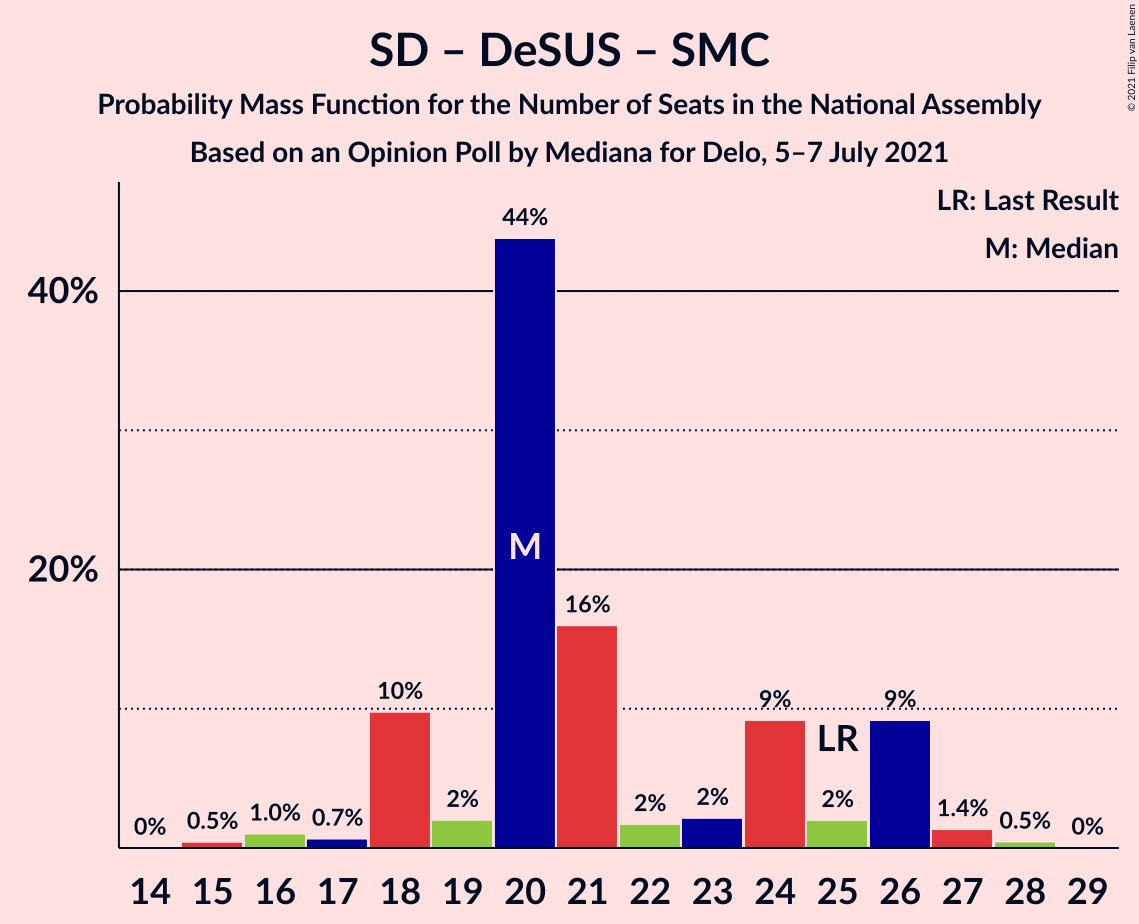 SD – DeSUS – SMC
Probability Mass Function for the Number of Seats in the National Assembly
Based on an Opinion Poll by Mediana for Delo, 5–7 July 2021
© 2021 Filip van Laenen
LR: Last Result
M: Median
40%
20%
0%
0.5%
1.0%
0.7%
10%
2%
44%
M
16%
2%
2%
9%
LR
2%
9%
1.4%
0.5%
0%
14 15 16 17 18 19 20 21 22 23 24 25 26 27 28 29